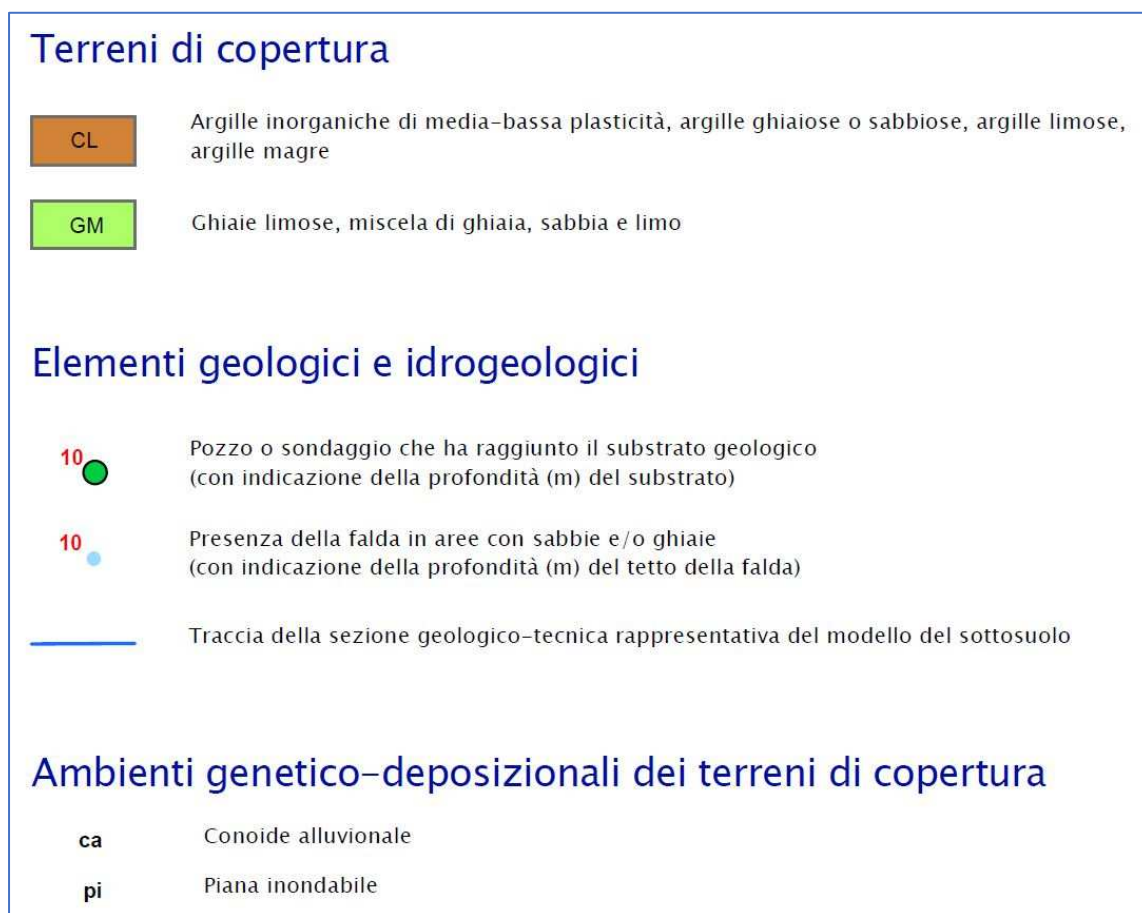 Terreni di copertura
CL
Argille inorganiche di media-bassa plasticità, argille ghiaiose o sabbiose, argille limose,
argille magre
GM
Ghiaie limose, miscela di ghiaia, sabbia e limo
Elementi geologici e idrogeologici
10
Pozzo o sondaggio che ha raggiunto il substrato geologico
(con indicazione della profondità (m) del substrato)
10
Presenza della falda in aree con sabbie e/o ghiaie
(con indicazione della profondità (m) del tetto della falda)
Traccia della sezione geologico-tecnica rappresentativa del modello del sottosuolo
Ambienti genetico-deposizionali dei terreni di copertura
ca
Conoide alluvionale
pi
Piana inondabile